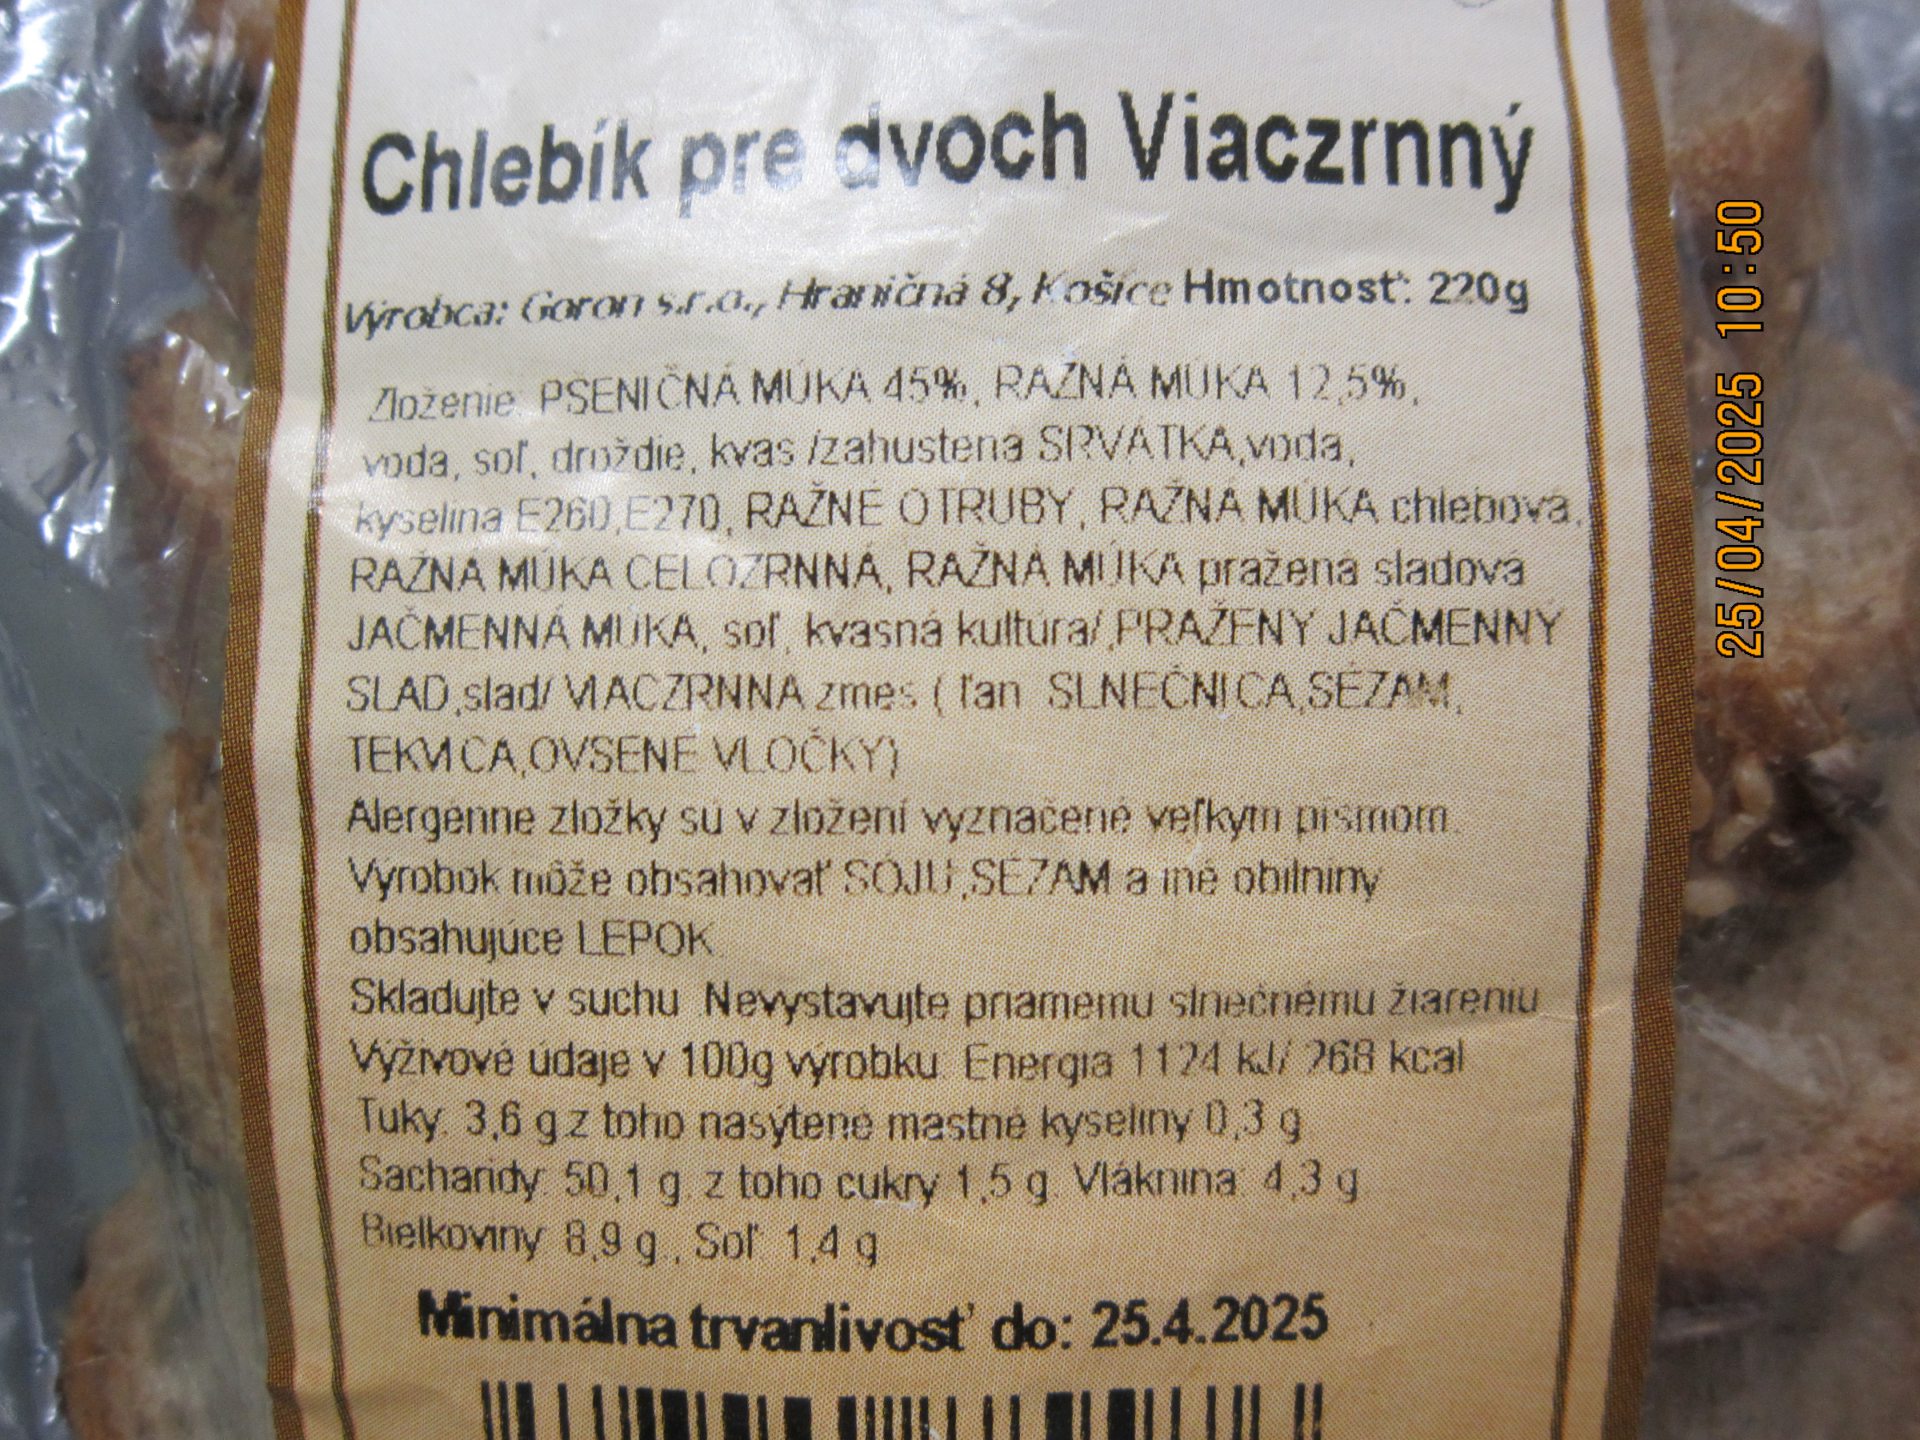 Chlebík pre dvoch Viaczrnný
Výrobca: Goron s.r.o., Hraničná 8, Košice Hmotnosť: 220g
Zloženie: PŠENIČNÁ MÚKA 45%, RAŽNÁ MÚKA 12,5%,
voda, soľ, droždie, kvas /zahustená SRVÁTKA,voda,
kyselina E260,E270, RAŽNÉ OTRUBY, RAŽNÁ MÚKA chlebová,
RAŽNÁ MÚKA CELOZRNNÁ, RAŽNÁ MÚKA pražená sladová
JAČMENNÁ MÚKA, soľ, kvasná kultúra/,PRAŽENÝ JAČMENNÝ
SLAD,slad/ VIACZRNNÁ zmes ( ľan SLNEČNICA,SÉZAM,
TEKVICA,OVSENÉ VLOČKY)
Alergénne zložky sú v zložení vyznačené veľkým písmom.
Výrobok môže obsahovať SÓJU,SÉZAM a iné obilniny
obsahujúce LEPOK.
Skladujte v suchu. Nevystavujte priamemu slnečnému žiareniu
Výživové údaje v 100g výrobku: Energia 1124 kJ/ 268 kcal
Tuky: 3,6 g z toho nasýtené mastné kyseliny 0,3 g
Sacharidy: 50,1 g. z toho cukry 1,5 g. Vláknina: 4,3 g
Bielkoviny: 8,9 g., Soľ: 1,4 g
Minimálna trvanlivosť do: 25.4.2025
25/04/2025 10:50